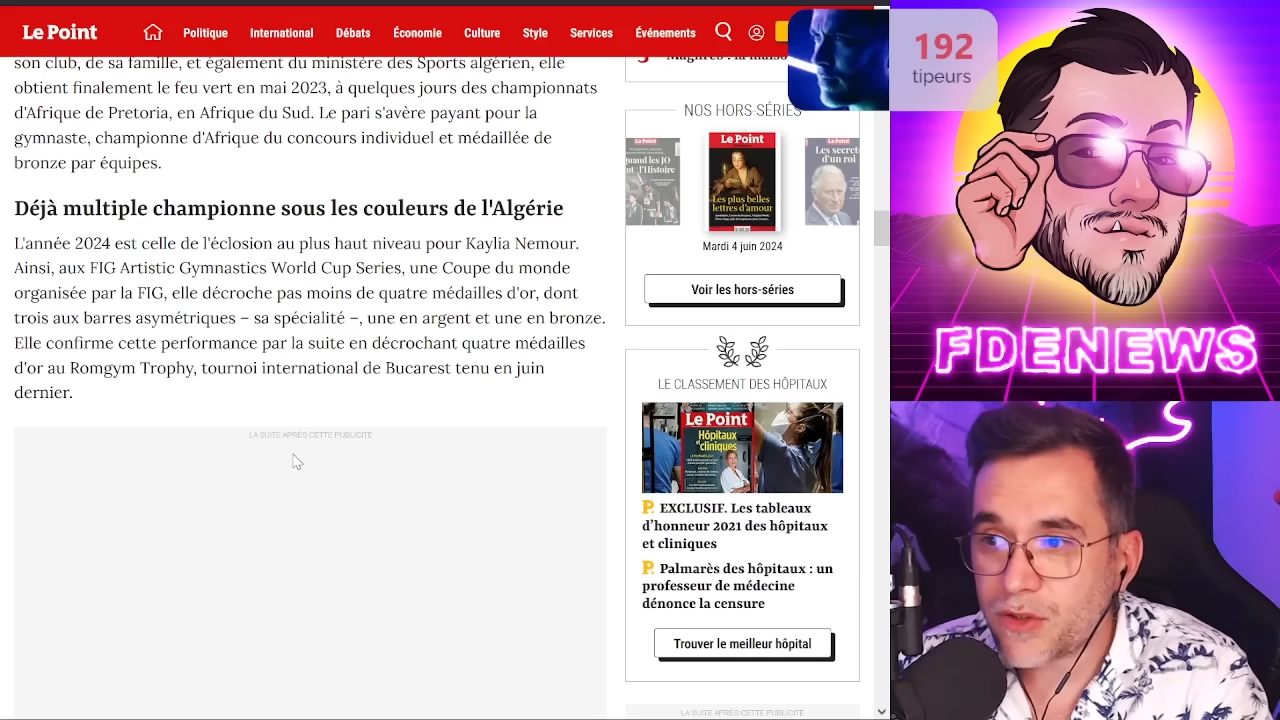 Le Point
Politique
International
Débats
Économie
Culture
Style
Services
Événements
192
tipeurs
son club, de sa famille, et également du ministère des Sports algérien, elle
obtient finalement le feu vert en mai 2023, à quelques jours des championnats
d'Afrique de Pretoria, en Afrique du Sud. Le pari s'avère payant pour la
gymnaste, championne d'Afrique du concours individuel et médaillée de
bronze par équipes.
Déjà multiple championne sous les couleurs de l'Algérie
L'année 2024 est celle de l'éclosion au plus haut niveau pour Kaylia Nemour.
Ainsi, aux FIG Artistic Gymnastics World Cup Series, une Coupe du monde
organisée par la FIG, elle décroche pas moins de quatre médailles d'or, dont
trois aux barres asymétriques – sa spécialité –, une en argent et une en bronze.
Elle confirme cette performance par la suite en décrochant quatre médailles
d'or au Romgym Trophy, tournoi international de Bucarest tenu en juin
dernier.
LA SUITE APRÈS CETTE PUBLICITÉ
NOS HORS-SÉRIES
Le Point
Les plus belles
lettres d'amour
Les secrets
d'un roi
Mardi 4 juin 2024
Voir les hors-séries
LE CLASSEMENT DES HÔPITAUX
Le Point
Hôpitaux
et cliniques
P. EXCLUSIF. Les tableaux
d'honneur 2021 des hôpitaux
et cliniques
P. Palmarès des hôpitaux : un
professeur de médecine
dénonce la censure
Trouver le meilleur hôpital
LA SUITE APRÈS CETTE PUBLICITÉ
FDENEWS